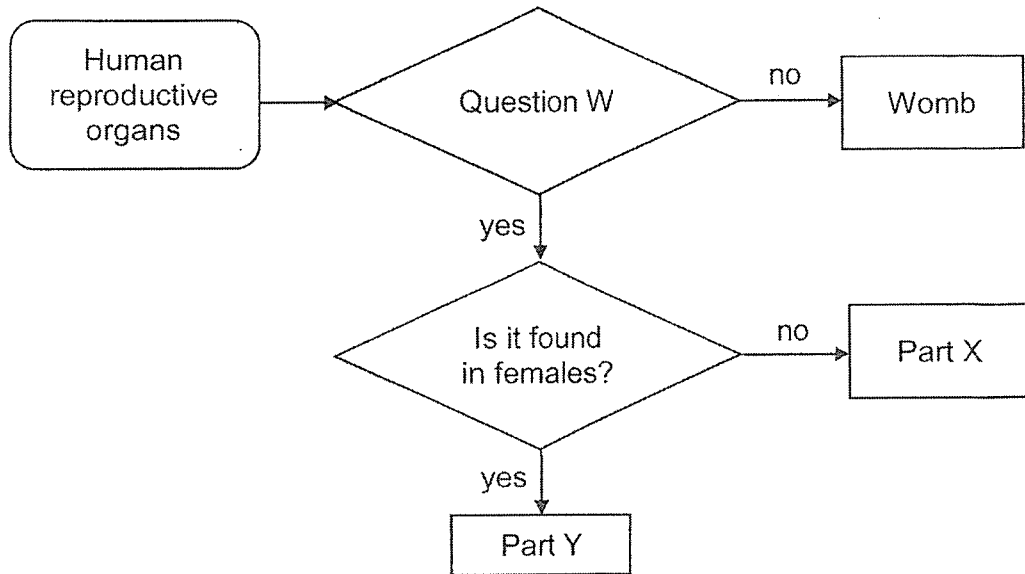 Human
reproductive
organs
Question W
no
Womb
yes
Is it found
in females?
no
Part X
yes
Part Y